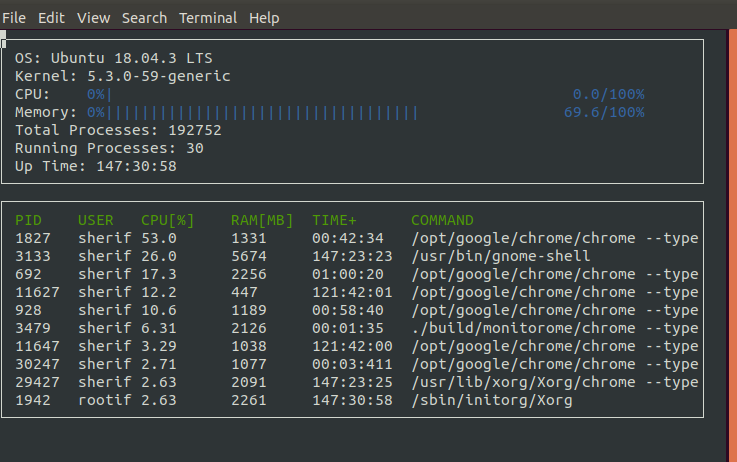 File Edit View Search Terminal Help
OS: Ubuntu 18.04.3 LTS
Kernel: 5.3.0-59-generic
CPU: 0%| 0.0/100%
Memory: 0%||||||||||||||||||||||||||||||||||| 69.6/100%
Total Processes: 192752
Running Processes: 30
Up Time: 147:30:58
PID USER CPU[%] RAM[MB] TIME+ COMMAND
1827 sherif 53.0 1331 00:42:34 /opt/google/chrome/chrome --type
3133 sherif 26.0 5674 147:23:23 /usr/bin/gnome-shell
692 sherif 17.3 2256 01:00:20 /opt/google/chrome/chrome --type
11627 sherif 12.2 447 121:42:01 /opt/google/chrome/chrome --type
928 sherif 10.6 1189 00:58:40 /opt/google/chrome/chrome --type
3479 sherif 6.31 2126 00:01:35 ./build/monitorome/chrome --type
11647 sherif 3.29 1038 121:42:00 /opt/google/chrome/chrome --type
30247 sherif 2.71 1077 00:03:411 /opt/google/chrome/chrome --type
29427 sherif 2.63 2091 147:23:25 /usr/lib/xorg/Xorg/chrome --type
1942 rootif 2.63 2261 147:30:58 /sbin/initorg/Xorg